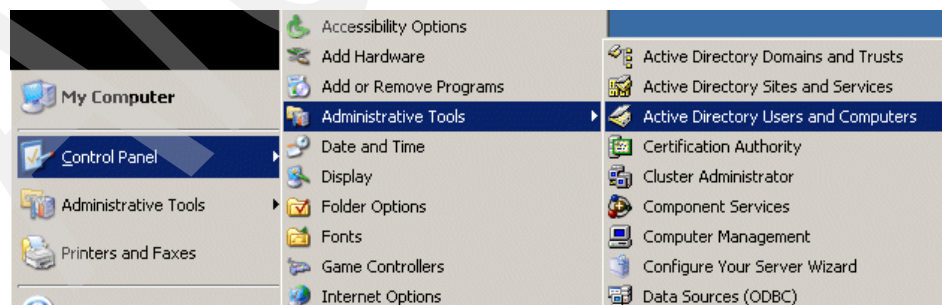 My Computer
Control Panel
Administrative Tools
Printers and Faxes
Accessibility Options
Add Hardware
Add or Remove Programs
Administrative Tools
Date and Time
Display
Folder Options
Fonts
Game Controllers
Internet Options
Active Directory Domains and Trusts
Active Directory Sites and Services
Active Directory Users and Computers
Certification Authority
Cluster Administrator
Component Services
Computer Management
Configure Your Server Wizard
Data Sources (ODBC)